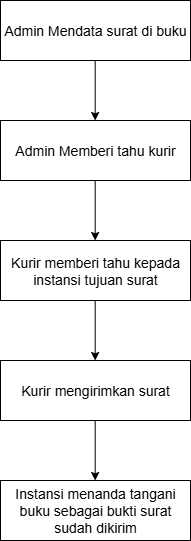 Admin Mendata surat di buku
Admin Memberi tahu kurir
Kurir memberi tahu kepada
instansi tujuan surat
Kurir mengirimkan surat
Instansi menanda tangani
buku sebagai bukti surat
sudah dikirim